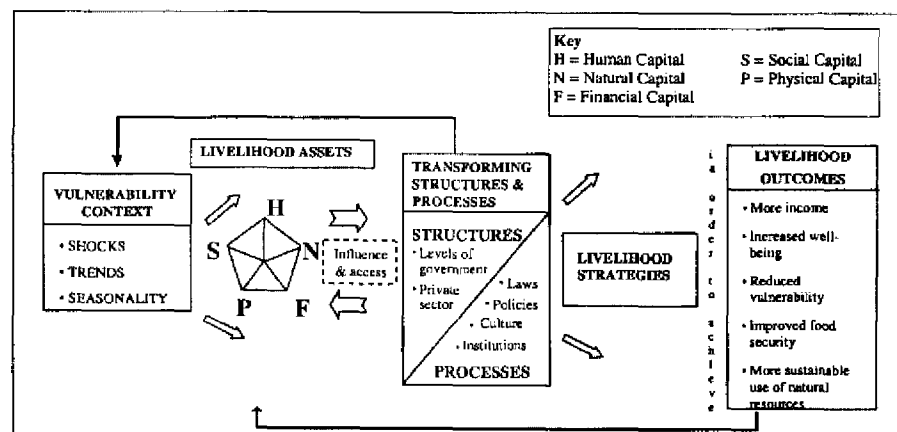 Key
H = Human Capital S = Social Capital
N = Natural Capital P = Physical Capital
F = Financial Capital
LIVELIHOOD ASSETS
VULNERABILITY
CONTEXT
• SHOCKS
• TRENDS
• SEASONALITY
H
S
N
P
F
Influence
& access
TRANSFORMING
STRUCTURES &
PROCESSES
STRUCTURES
• Levels of
government
• Private
sector
• Laws
• Policies
• Culture
• Institutions
PROCESSES
LIVELIHOOD
STRATEGIES
in order to achieve
LIVELIHOOD
OUTCOMES
• More income
• Increased well-
being
• Reduced
vulnerability
• Improved food
security
• More sustainable
use of natural
resources